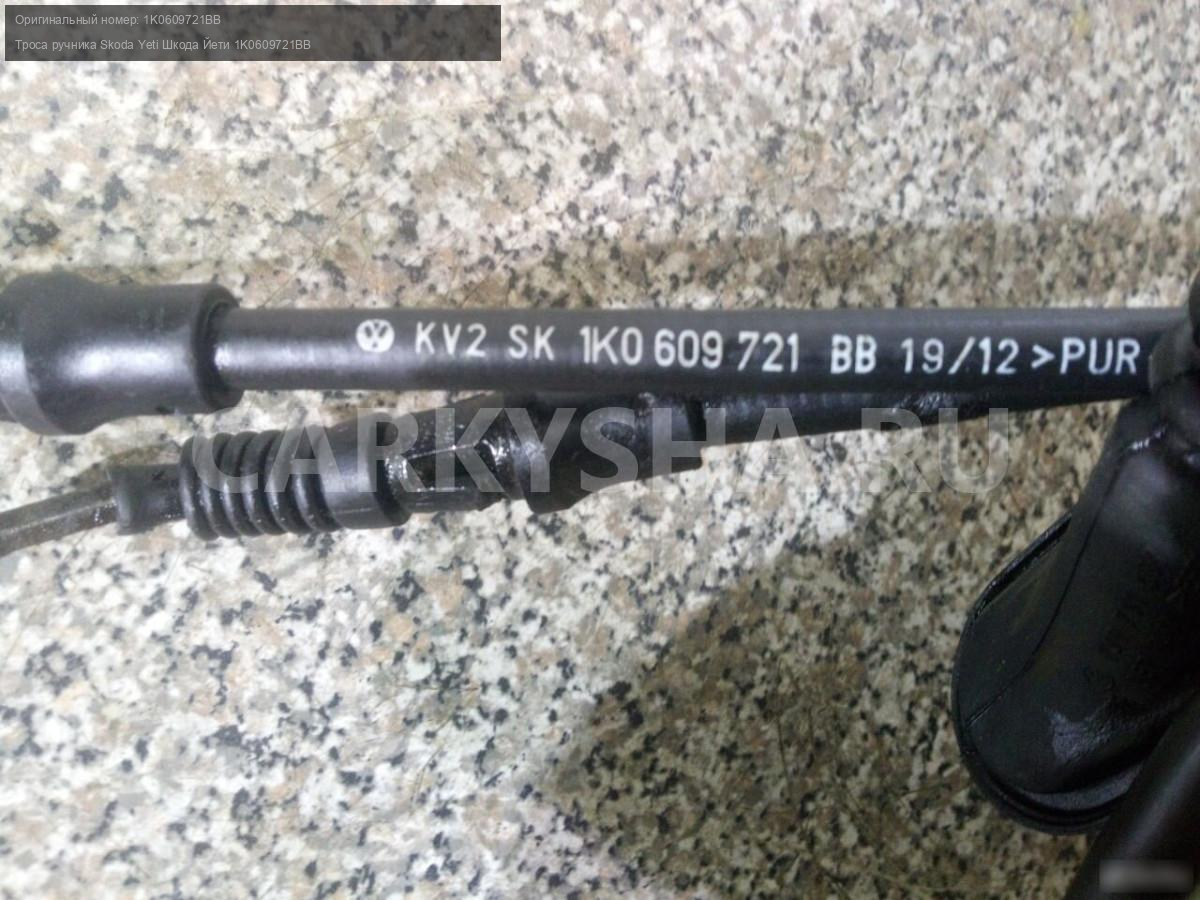 Оригинальный номер: 1K0609721BB
Троса ручника Skoda Yeti Шкода Йети 1K0609721BB
KV2 SK 1K0 609 721 BB 19/12 >PUR
CARKYSHA.RU